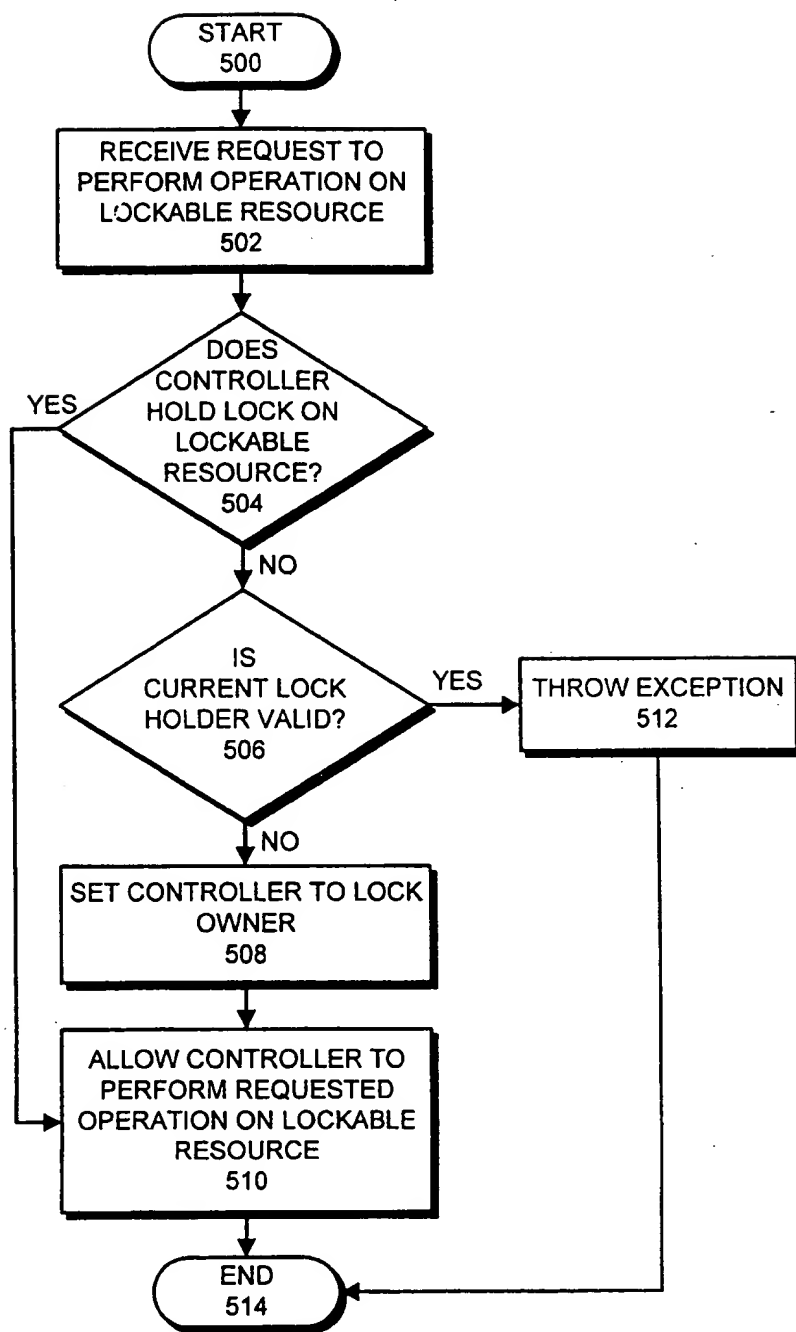 START
500
RECEIVE REQUEST TO
PERFORM OPERATION ON
LOCKABLE RESOURCE
502
DOES
CONTROLLER
HOLD LOCK ON
LOCKABLE
RESOURCE?
504
YES
NO
IS
CURRENT LOCK
HOLDER VALID?
506
YES
THROW EXCEPTION
512
NO
SET CONTROLLER TO LOCK
OWNER
508
ALLOW CONTROLLER TO
PERFORM REQUESTED
OPERATION ON LOCKABLE
RESOURCE
510
END
514